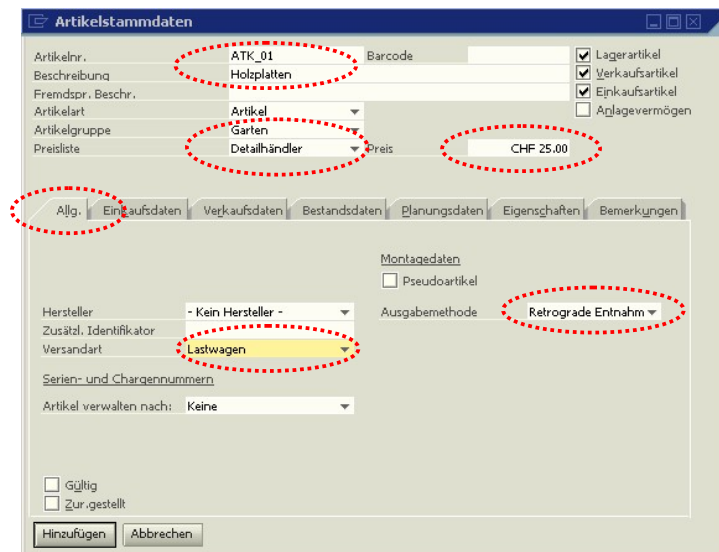 Artikelstammdaten
Artikelnr. ATK_01 Barcode Lagerartikel
Beschreibung Holzplatten Verkaufsartikel
Fremdspr. Beschr. Einkaufsartikel
Artikelart Artikel Anlagevermögen
Artikelgruppe Garten
Preisliste Detailhändler Preis CHF 25.00
Allg. Einkaufsdaten Verkaufsdaten Bestandsdaten Planungsdaten Eigenschaften Bemerkungen
Montagedaten
Pseudoartikel
Hersteller - Kein Hersteller - Ausgabemethode Retrograde Entnahm
Zusätzl. Identifikator
Versandart Lastwagen
Serien- und Chargennummern
Artikel verwalten nach: Keine
Gültig
Zur.gestellt
Hinzufügen Abbrechen